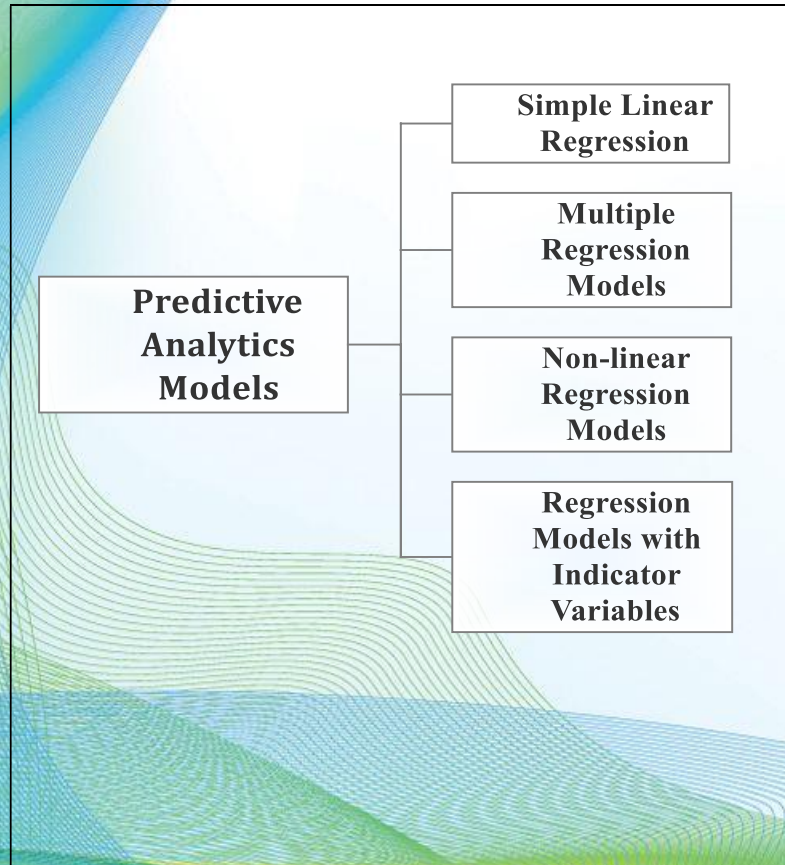 Predictive
Analytics
Models
Simple Linear
Regression
Multiple
Regression
Models
Non-linear
Regression
Models
Regression
Models with
Indicator
Variables